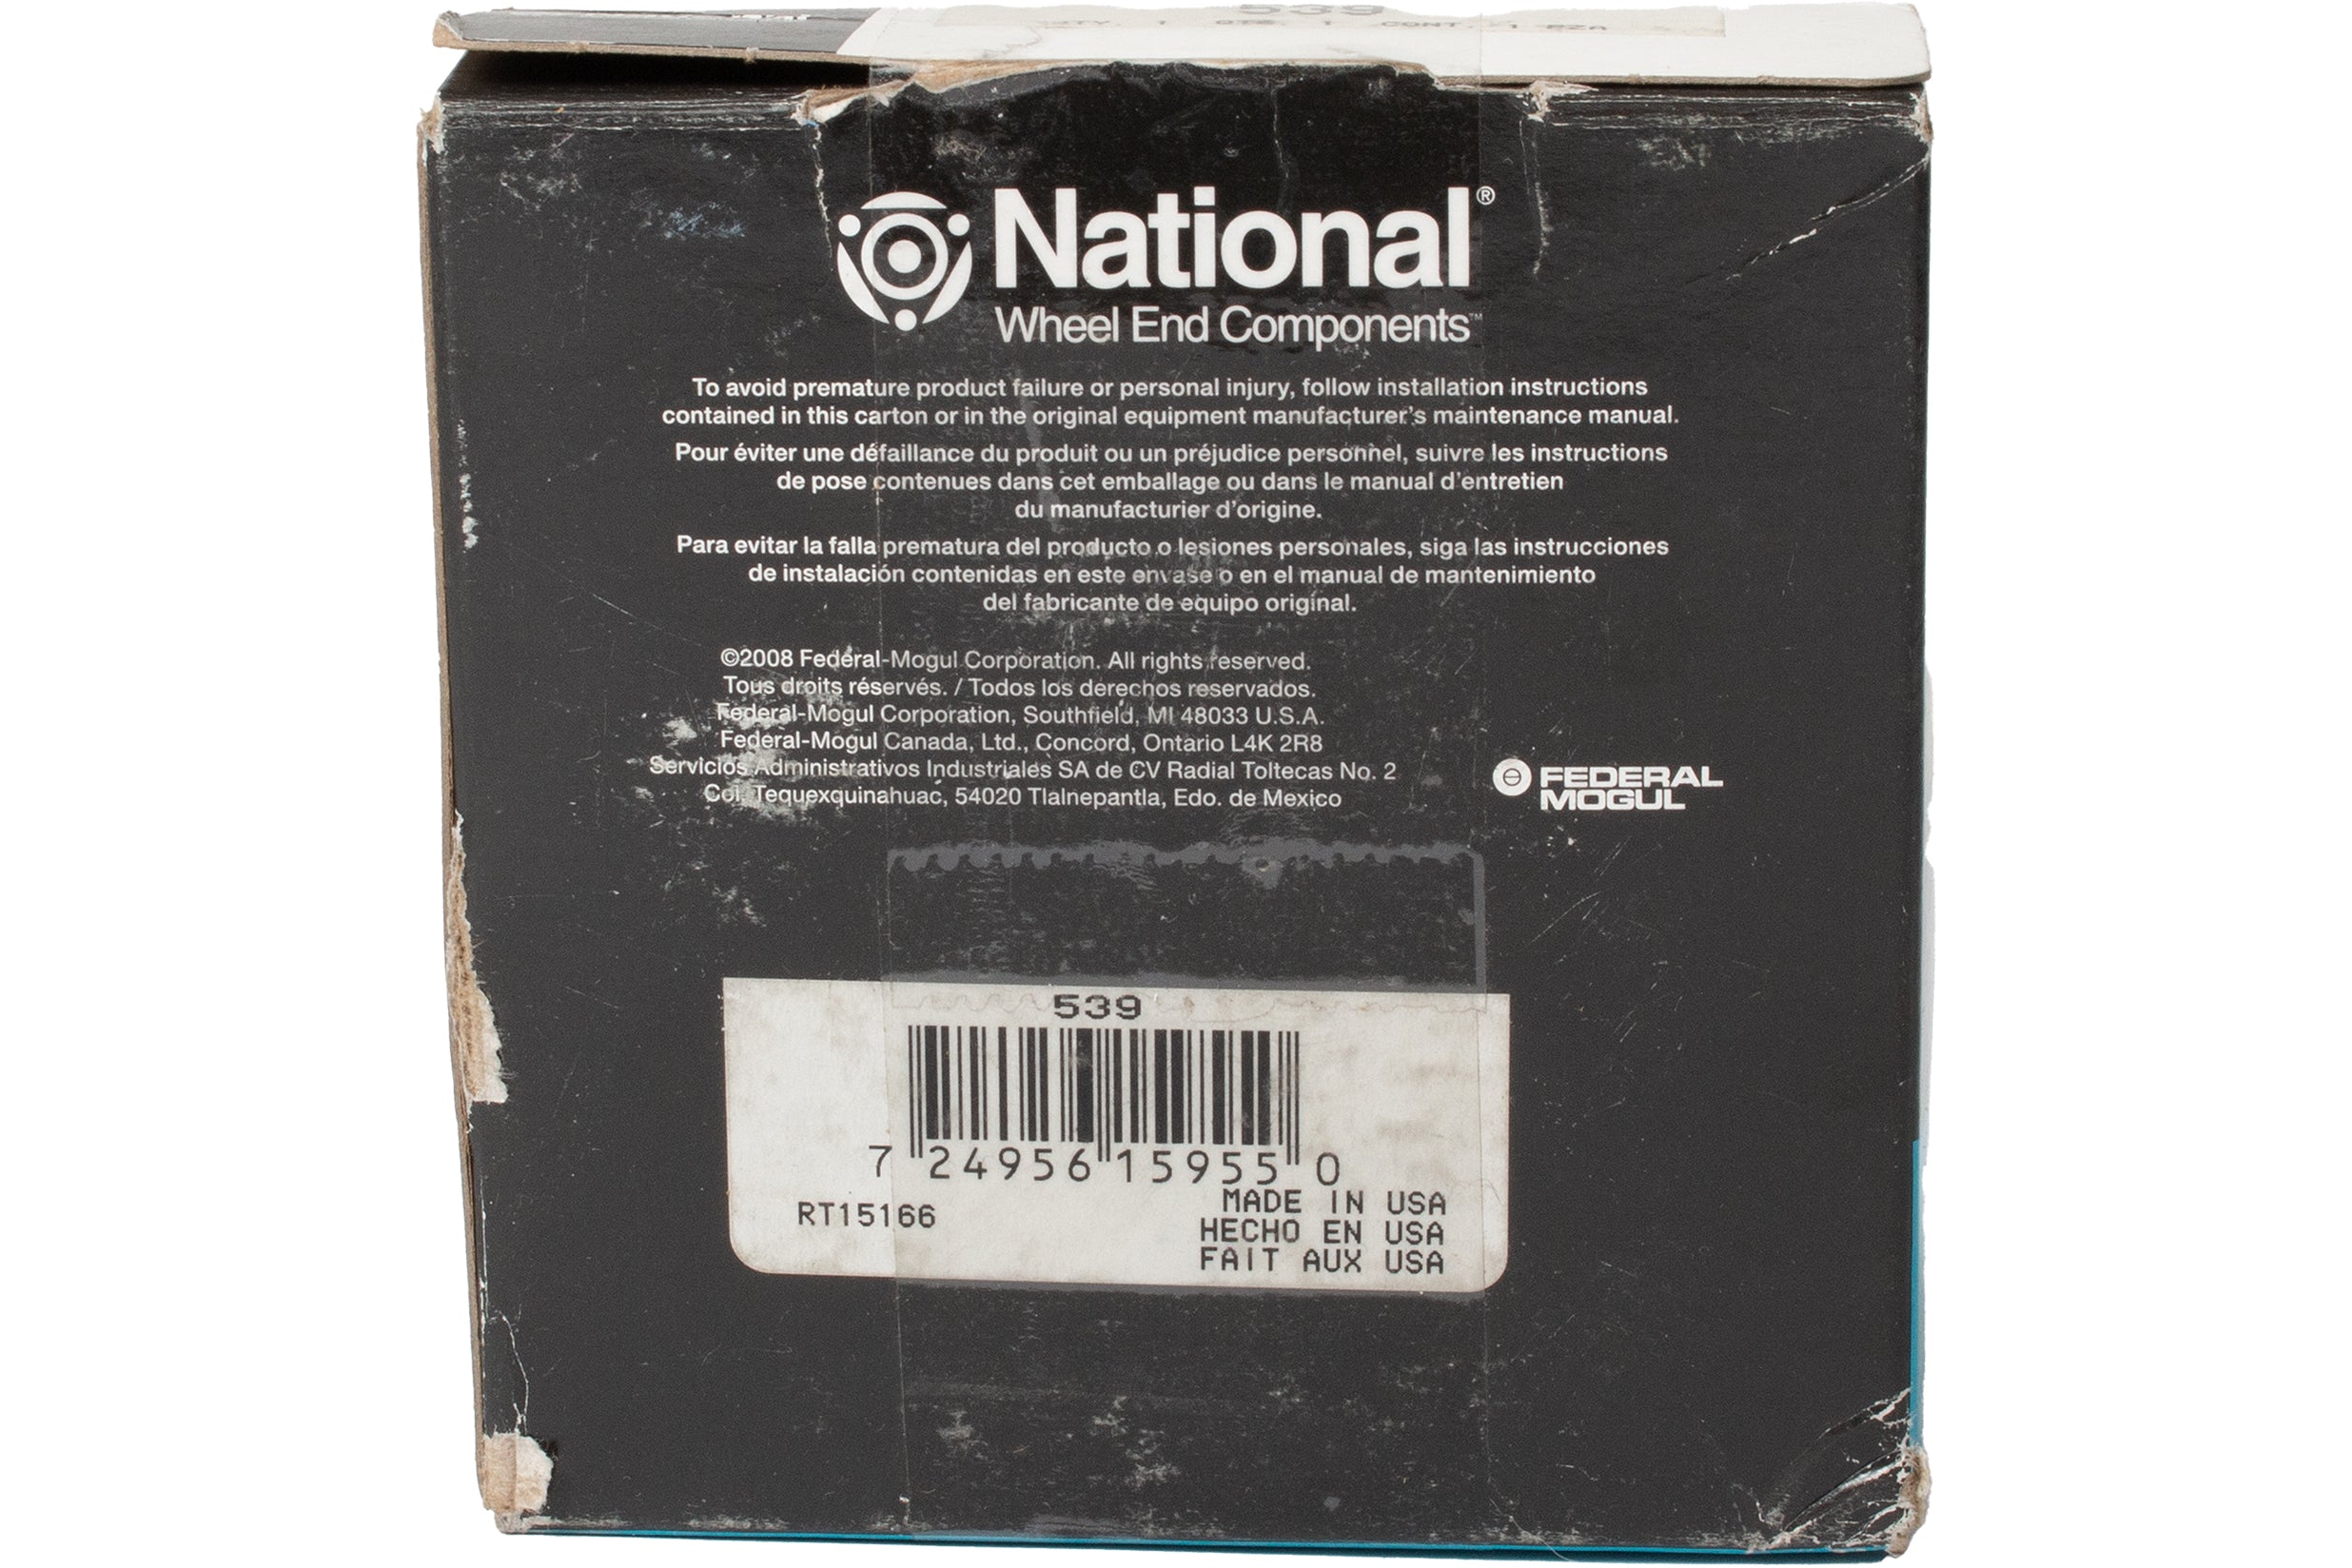 539
QTY. 1 CONT. 1 PZA
National®
Wheel End Components™
To avoid premature product failure or personal injury, follow installation instructions
contained in this carton or in the original equipment manufacturer's maintenance manual.
Pour éviter une défaillance du produit ou un préjudice personnel, suivre les instructions
de pose contenues dans cet emballage ou dans le manual d'entretien
du manufacturier d'origine.
Para evitar la falla prematura del producto o lesiones personales, siga las instrucciones
de instalación contenidas en este envase o en el manual de mantenimiento
del fabricante de equipo original.
©2008 Federal-Mogul Corporation. All rights reserved.
Tous droits réservés. / Todos los derechos reservados.
Federal-Mogul Corporation, Southfield, MI 48033 U.S.A.
Federal-Mogul Canada, Ltd., Concord, Ontario L4K 2R8
Servicios Administrativos Industriales SA de CV Radial Toltecas No. 2
Col. Tequexquinahuac, 54020 Tlalnepantla, Edo. de Mexico
FEDERAL
MOGUL
539
7 24956 15955 0
RT15166
MADE IN USA
HECHO EN USA
FAIT AUX USA